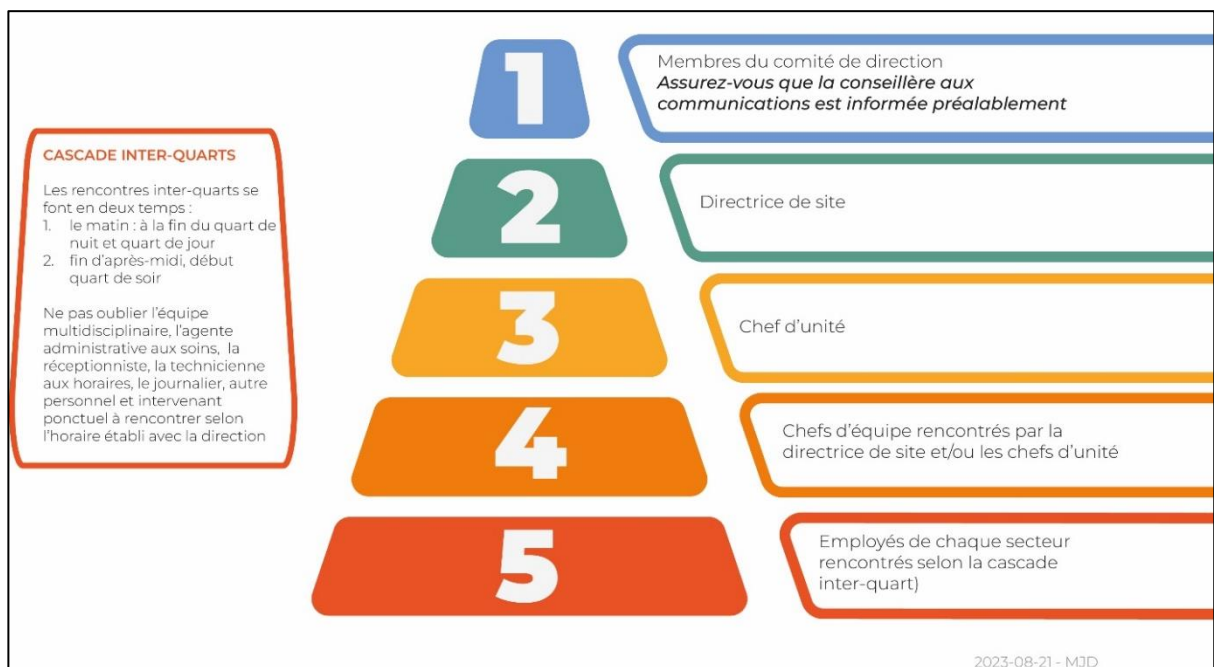 CASCADE INTER-QUARTS
Les rencontres inter-quarts se
font en deux temps :
1. le matin : à la fin du quart de
nuit et quart de jour
2. fin d'après-midi, début
quart de soir
Ne pas oublier l'équipe
multidisciplinaire, l'agente
administrative aux soins, la
réceptionniste, la technicienne
aux horaires, le journalier, autre
personnel et intervenant
ponctuel à rencontrer selon
l'horaire établi avec la direction
1
Membres du comité de direction
Assurez-vous que la conseillère aux
communications est informée préalablement
2
Directrice de site
3
Chef d'unité
4
Chefs d'équipe rencontrés par la
directrice de site et/ou les chefs d'unité
5
Employés de chaque secteur
rencontrés selon la cascade
inter-quart)
2023-08-21 - MJD